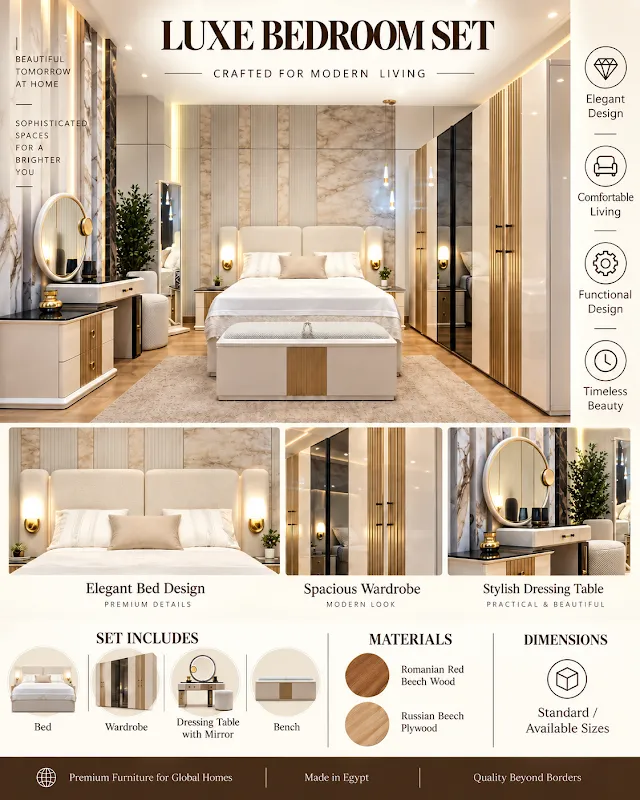 LUXE BEDROOM SET
CRAFTED FOR MODERN LIVING
BEAUTIFUL
TOMORROW
AT HOME
SOPHISTICATED
SPACES
FOR A
BRIGHTER
YOU
Elegant
Design
Comfortable
Living
Functional
Design
Timeless
Beauty
Elegant Bed Design
PREMIUM DETAILS
Spacious Wardrobe
MODERN LOOK
Stylish Dressing Table
PRACTICAL & BEAUTIFUL
SET INCLUDES
Bed
Wardrobe
Dressing Table
with Mirror
Bench
MATERIALS
Romanian Red
Beech Wood
Russian Beech
Plywood
DIMENSIONS
Standard /
Available Sizes
Premium Furniture for Global Homes
Made in Egypt
Quality Beyond Borders